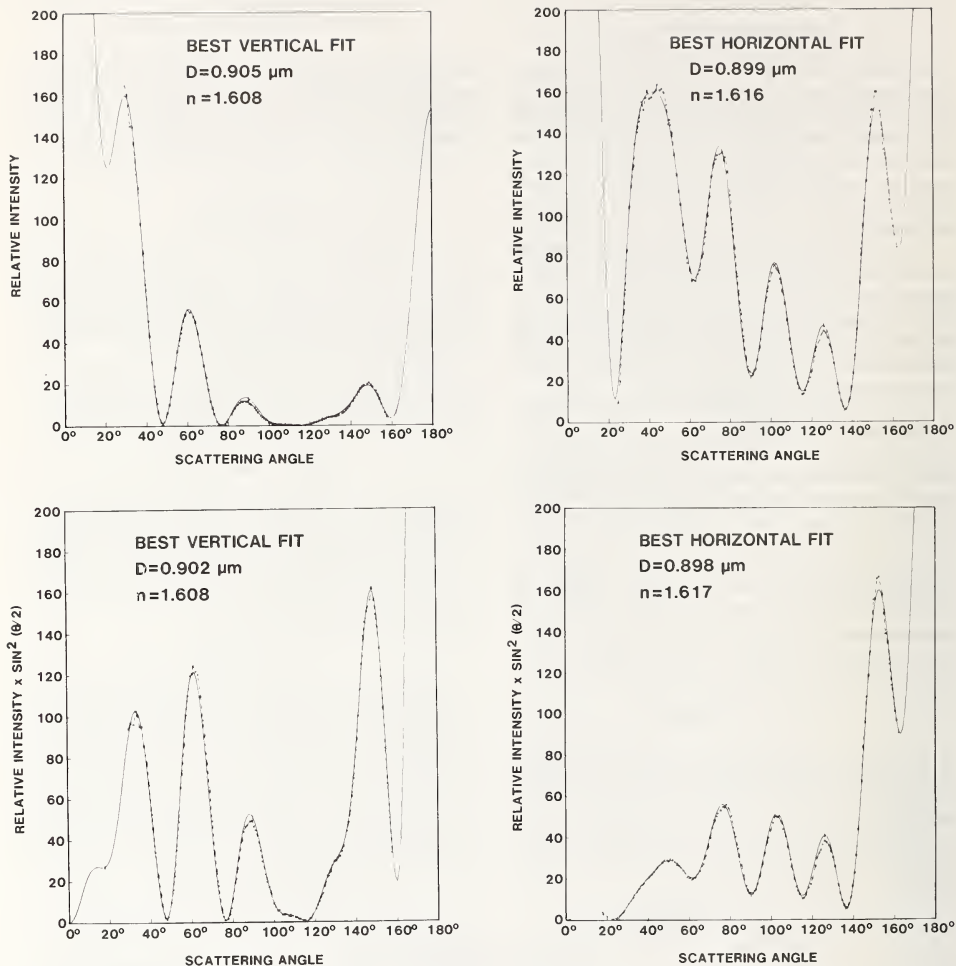 BEST VERTICAL FIT
D=0.905 µm
n=1.608
RELATIVE INTENSITY
200
180
160
140
120
100
80
60
40
20
0
0° 20° 40° 60° 80° 100° 120° 140° 160° 180°
SCATTERING ANGLE
BEST HORIZONTAL FIT
D=0.899 µm
n=1.616
RELATIVE INTENSITY
200
180
160
140
120
100
80
60
40
20
0
0° 20° 40° 60° 80° 100° 120° 140° 160° 180°
SCATTERING ANGLE
BEST VERTICAL FIT
D=0.902 µm
n=1.608
RELATIVE INTENSITY x SIN² (θ/2)
200
180
160
140
120
100
80
60
40
20
0
0° 20° 40° 60° 80° 100° 120° 140° 160° 180°
SCATTERING ANGLE
BEST HORIZONTAL FIT
D=0.898 µm
n=1.617
RELATIVE INTENSITY x SIN² (θ/2)
200
180
160
140
120
100
80
60
40
20
0
0° 20° 40° 60° 80° 100° 120° 140° 160° 180°
SCATTERING ANGLE